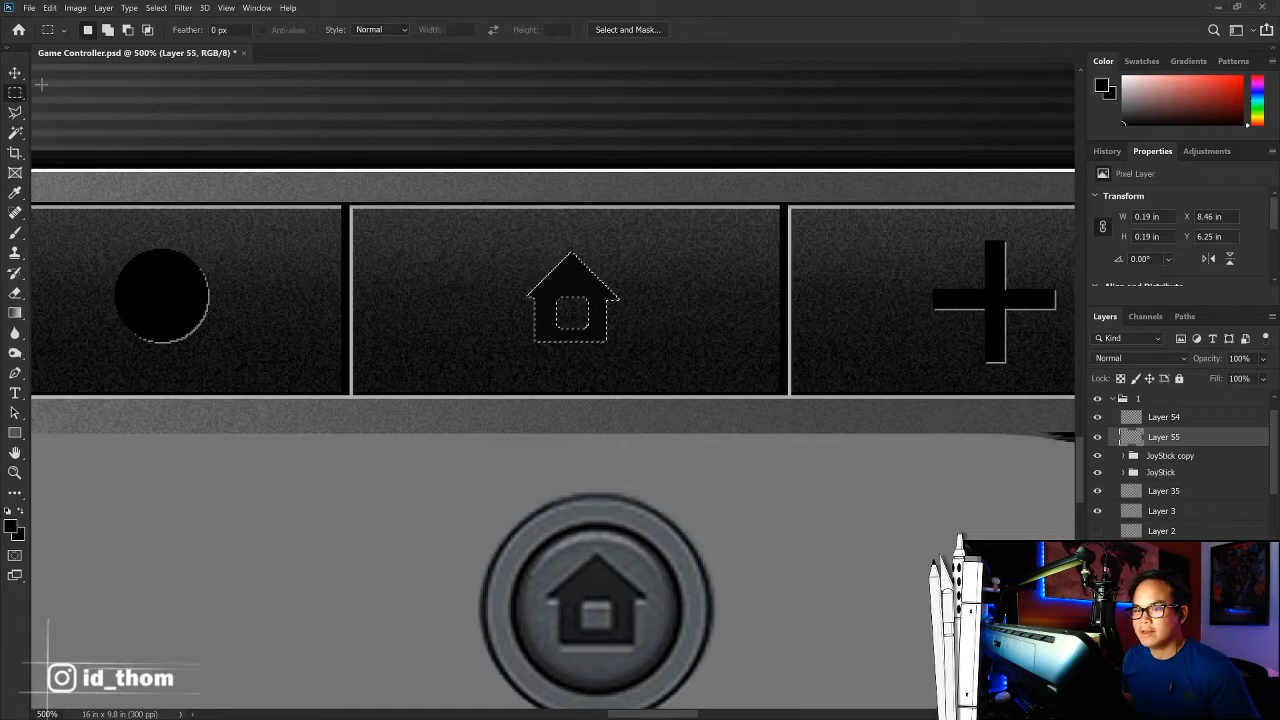 File Edit Image Layer Type Select Filter 3D View Window Help
Feather: 0 px Anti-alias Style: Normal Width: Height: Select and Mask...
Game Controller.psd @ 500% (Layer 55, RGB/8) * ×
Color Swatches Gradients Patterns
History Properties Adjustments
Pixel Layer
Transform
W 0.19 in X 8.46 in
H 0.19 in Y 6.25 in
0.00°
Align and Distribute
Layers Channels Paths
Kind
Normal Opacity: 100%
Lock: Fill: 100%
1
Layer 54
Layer 55
JoyStick copy
JoyStick
Layer 35
Layer 3
Layer 2
id_thom
500% 16 in x 9.8 in (300 ppi)